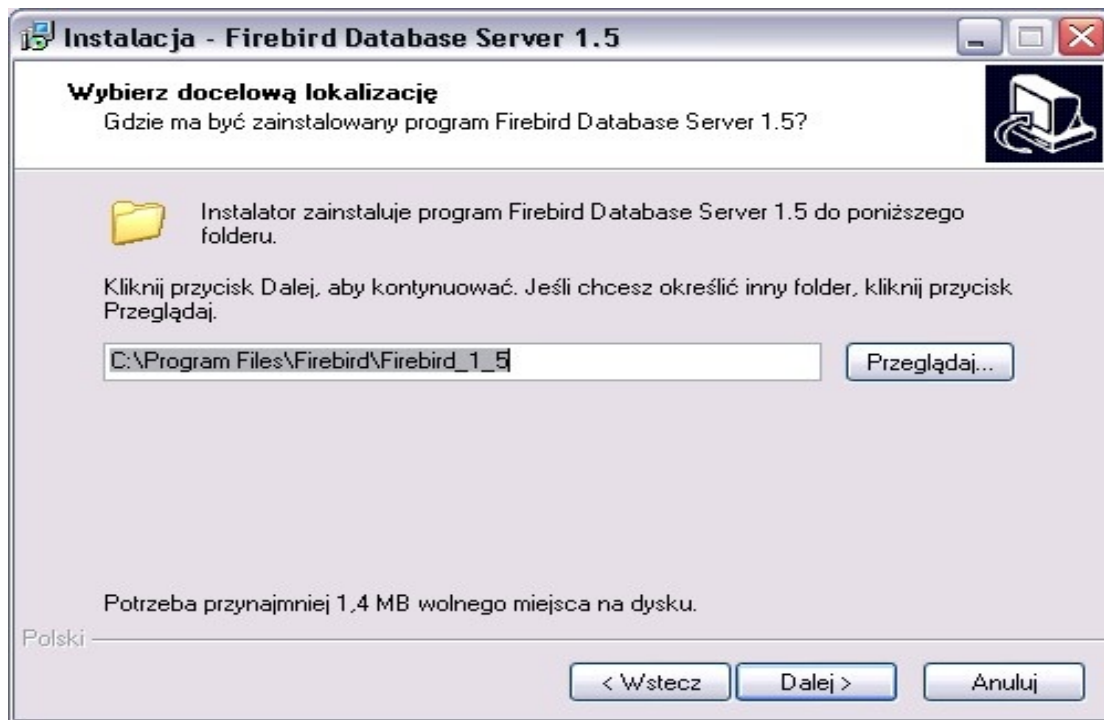 Instalacja - Firebird Database Server 1.5
Wybierz docelową lokalizację
Gdzie ma być zainstalowany program Firebird Database Server 1.5?
Instalator zainstaluje program Firebird Database Server 1.5 do poniższego
folderu.
Kliknij przycisk Dalej, aby kontynuować. Jeśli chcesz określić inny folder, kliknij przycisk
Przeglądaj.
C:\Program Files\Firebird\Firebird_1_5
Przeglądaj...
Potrzeba przynajmniej 1,4 MB wolnego miejsca na dysku.
Polski
< Wstecz
Dalej >
Anuluj